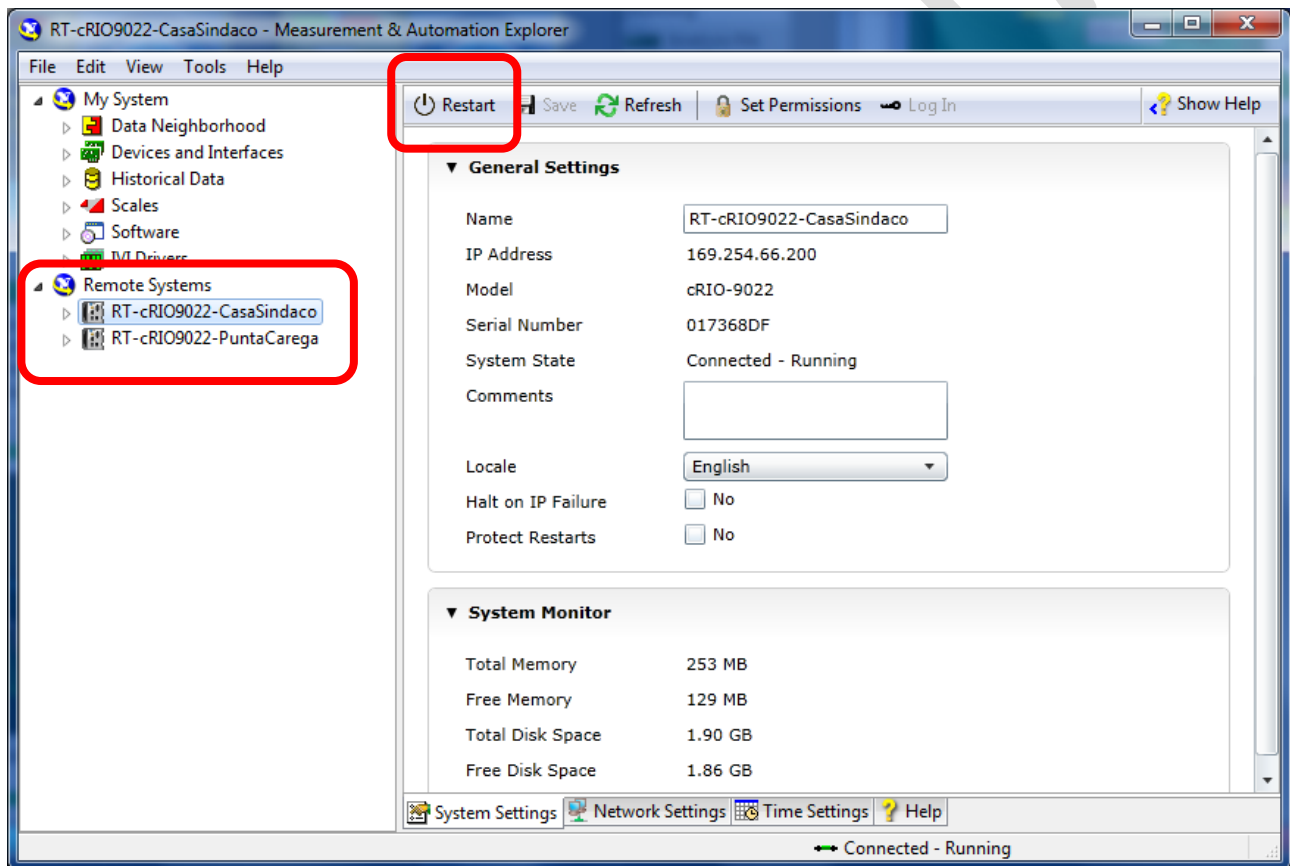 RT-cRIO9022-CasaSindaco - Measurement & Automation Explorer
File Edit View Tools Help
My System
Data Neighborhood
Devices and Interfaces
Historical Data
Scales
Software
IVI Drivers
Remote Systems
RT-cRIO9022-CasaSindaco
RT-cRIO9022-PuntaCarega
Restart Save Refresh Set Permissions Log In Show Help
General Settings
Name RT-cRIO9022-CasaSindaco
IP Address 169.254.66.200
Model cRIO-9022
Serial Number 017368DF
System State Connected - Running
Comments
Locale English
Halt on IP Failure No
Protect Restarts No
System Monitor
Total Memory 253 MB
Free Memory 129 MB
Total Disk Space 1.90 GB
Free Disk Space 1.86 GB
System Settings Network Settings Time Settings Help
Connected - Running